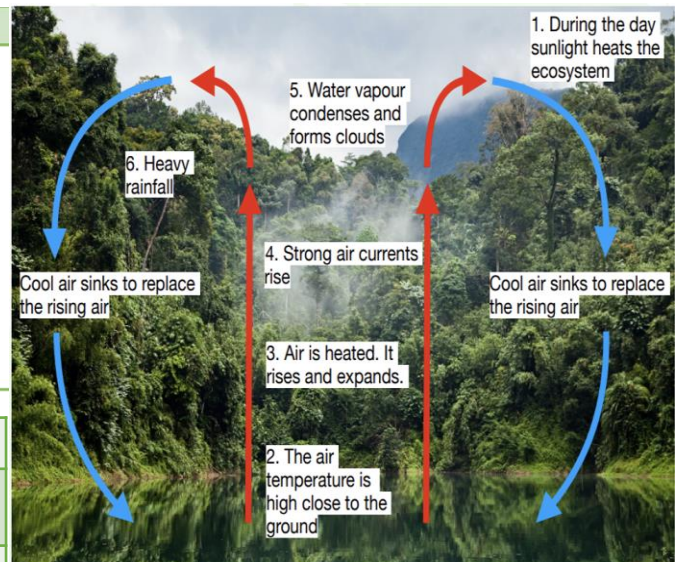 1. During the day
sunlight heats the
ecosystem
5. Water vapour
condenses and
forms clouds
6. Heavy
rainfall
4. Strong air currents
rise
Cool air sinks to replace
the rising air
Cool air sinks to replace
the rising air
3. Air is heated. It
rises and expands.
2. The air
temperature is
high close to the
ground